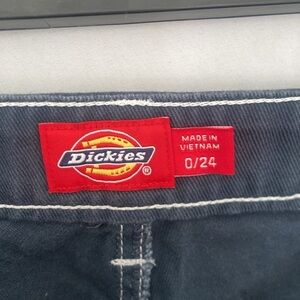 Dickies
®
MADE IN
VIETNAM
0/24